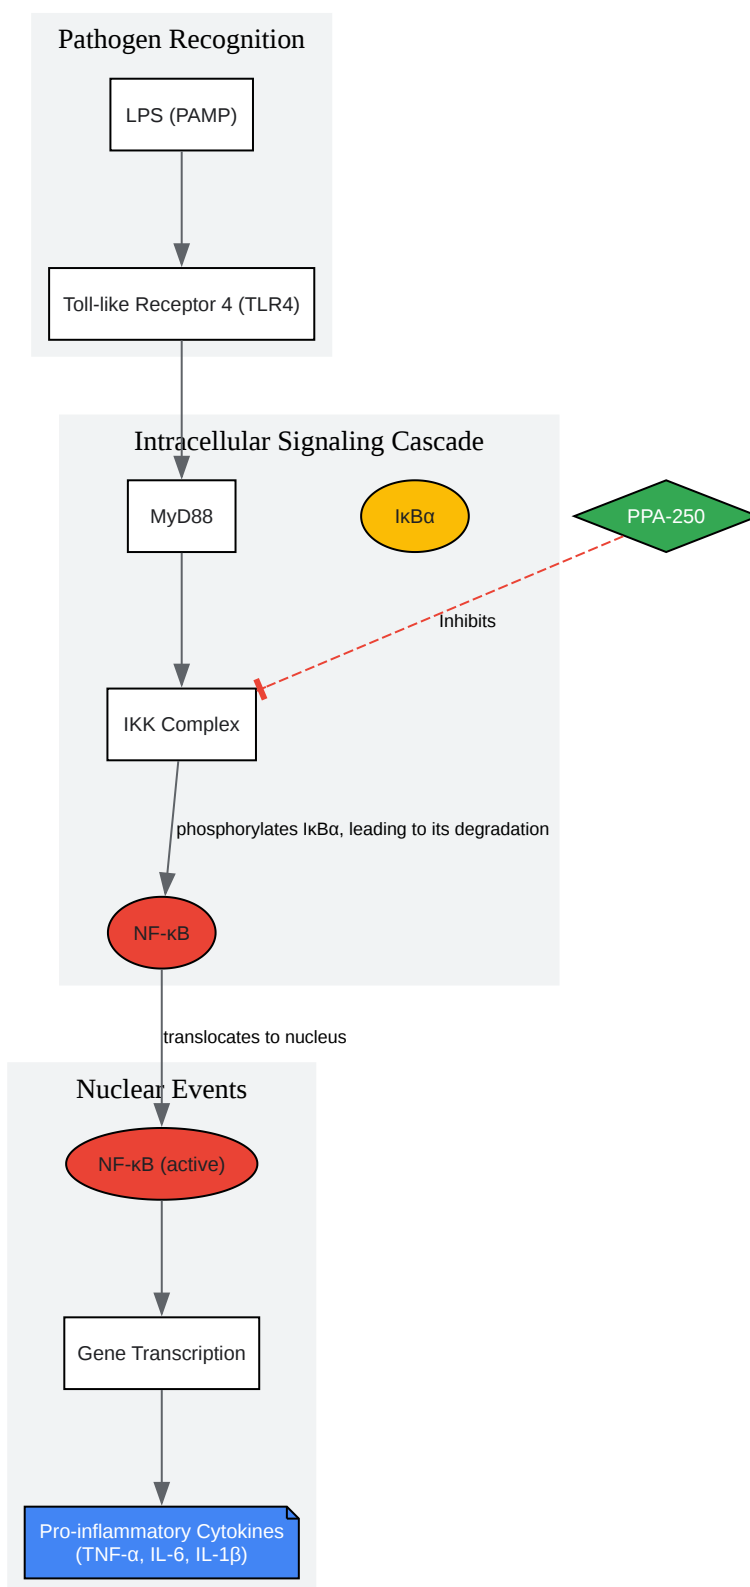 Pathogen Recognition
LPS (PAMP)
Toll-like Receptor 4 (TLR4)
Intracellular Signaling Cascade
MyD88
IκBα
PPA-250
Inhibits
IKK Complex
phosphorylates IκBα, leading to its degradation
NF-κB
translocates to nucleus
Nuclear Events
NF-κB (active)
Gene Transcription
Pro-inflammatory Cytokines
(TNF-α, IL-6, IL-1β)